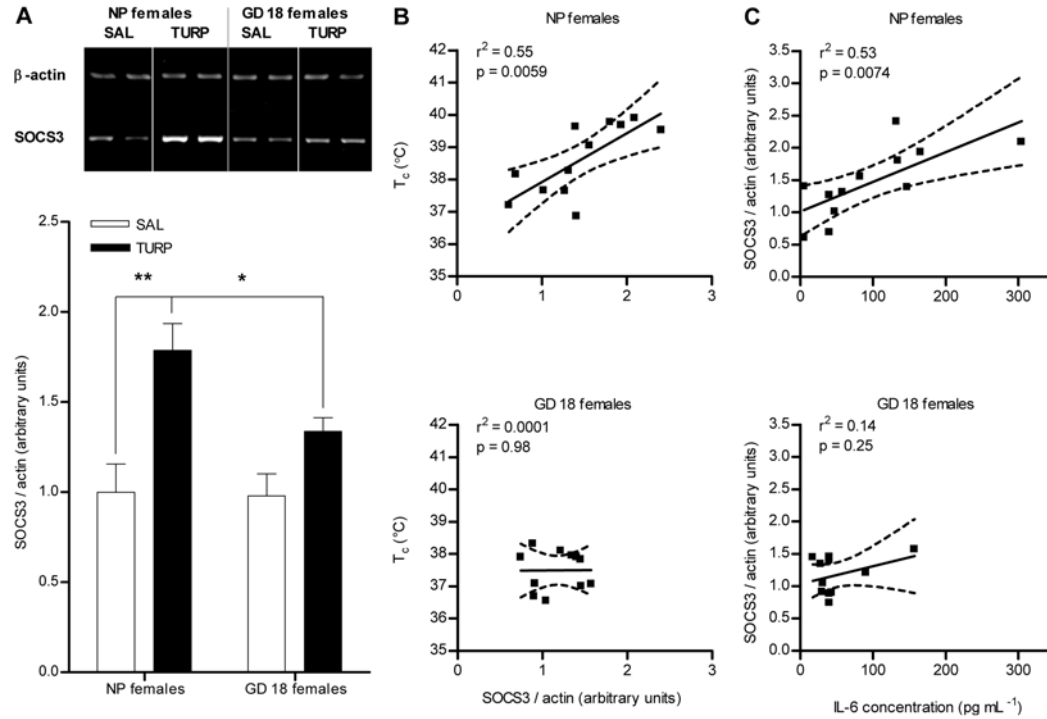 A
NP females GD 18 females
SAL TURP SAL TURP
β-actin
SOCS3
2.5
2.0
1.5
1.0
0.5
0.0
SOCS3 / actin (arbitrary units)
SAL
TURP
**
*
NP females GD 18 females
B
NP females
r² = 0.55
p = 0.0059
42
41
40
39
38
37
36
35
T_c (°C)
0 1 2 3
GD 18 females
r² = 0.0001
p = 0.98
42
41
40
39
38
37
36
35
T_c (°C)
0 1 2 3
SOCS3 / actin (arbitrary units)
C
NP females
r² = 0.53
p = 0.0074
3.5
3.0
2.5
2.0
1.5
1.0
0.5
0.0
SOCS3 / actin (arbitrary units)
0 100 200 300
GD 18 females
r² = 0.14
p = 0.25
3.5
3.0
2.5
2.0
1.5
1.0
0.5
0.0
SOCS3 / actin (arbitrary units)
0 100 200 300
IL-6 concentration (pg mL⁻¹)